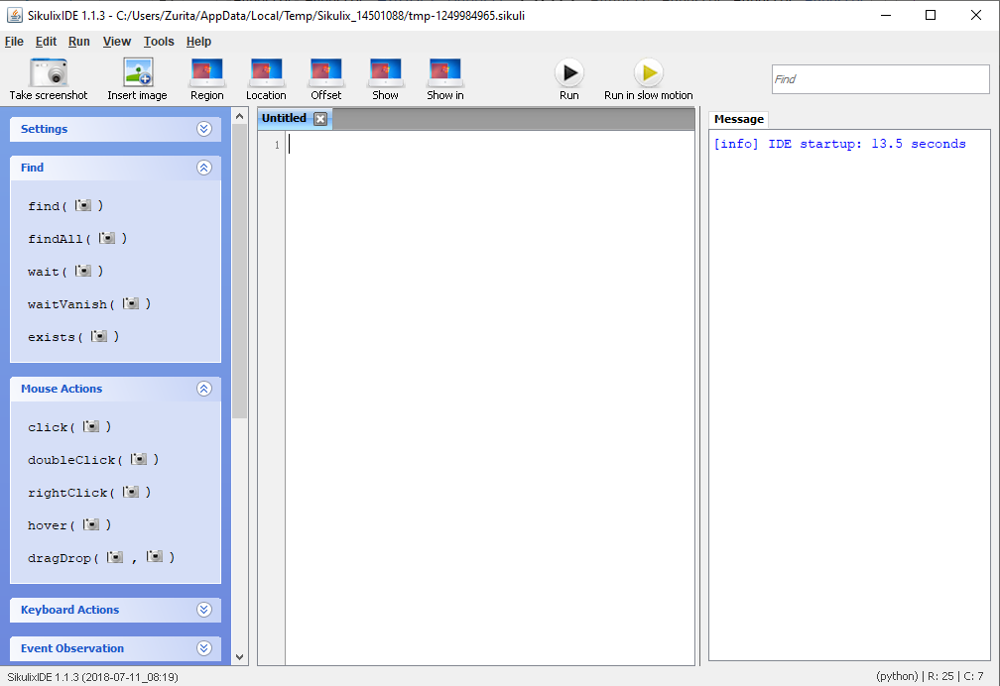 SikulixIDE 1.1.3 - C:/Users/Zurita/AppData/Local/Temp/Sikulix_14501088/tmp-1249984965.sikuli
File Edit Run View Tools Help
Take screenshot Insert image Region Location Offset Show Show in Run Run in slow motion Find
Settings
Find
find( )
findAll( )
wait( )
waitVanish( )
exists( )
Mouse Actions
click( )
doubleClick( )
rightClick( )
hover( )
dragDrop( , )
Keyboard Actions
Event Observation
Untitled
1
Message
[info] IDE startup: 13.5 seconds
SikulixIDE 1.1.3 (2018-07-11_08:19)
(python) | R: 25 | C: 7